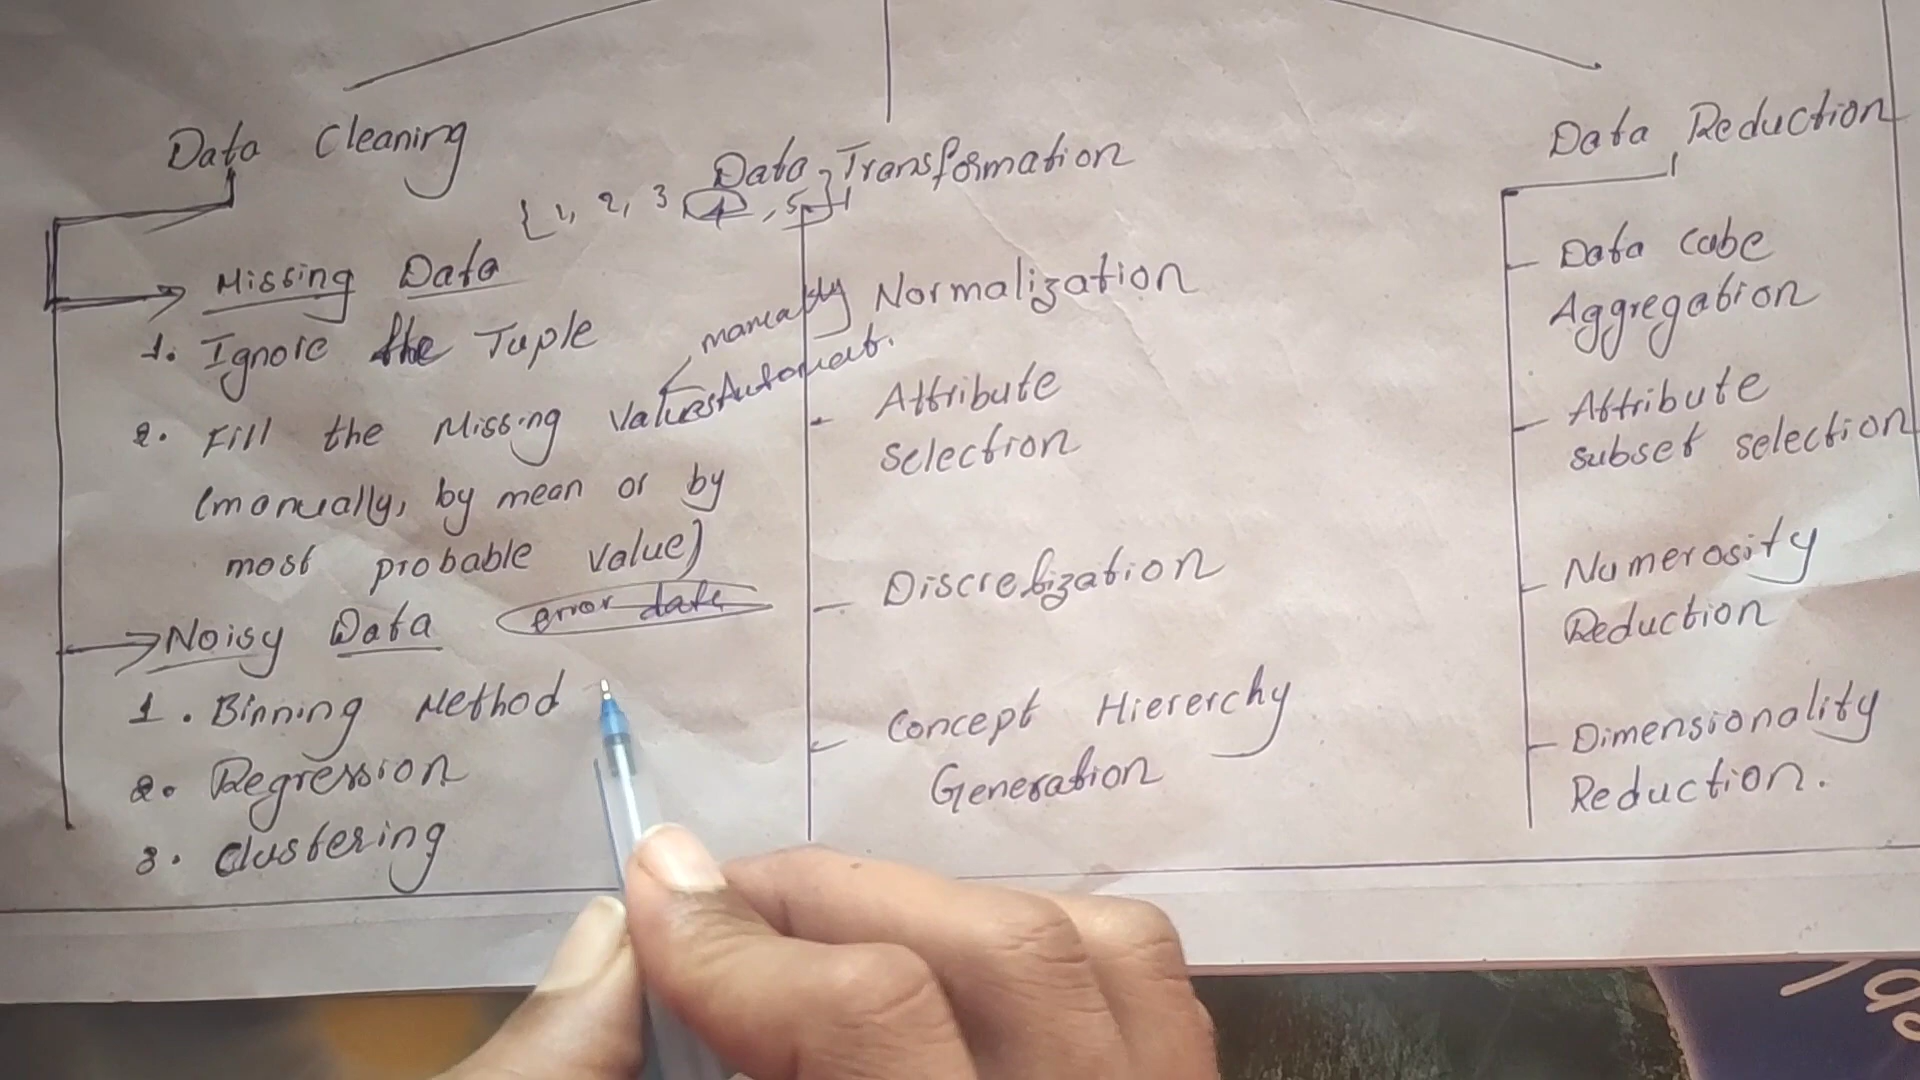 Data Cleaning
Missing Data
1. Ignore the Tuple
2. Fill the Missing Values
(manually, by mean or by
most probable value)
Noisy Data error data
1. Binning Method
2. Regression
3. Clustering
Data Transformation
{ 1, 2, 3 4, 5 }
manually
Automat.
Normalization
Attribute
selection
Discretization
Concept Hiererchy
Generation
Data Reduction
Data cube
Aggregation
Attribute
subset selection
Numerosity
Reduction
Dimensionality
Reduction.